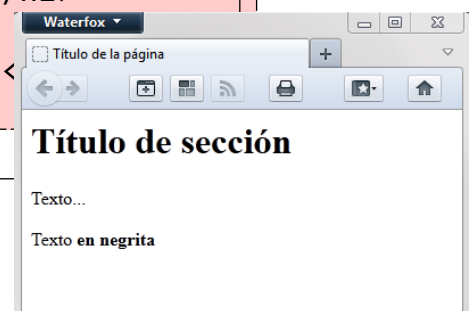 Waterfox
Título de la página
<
Título de sección
Texto...
Texto en negrita